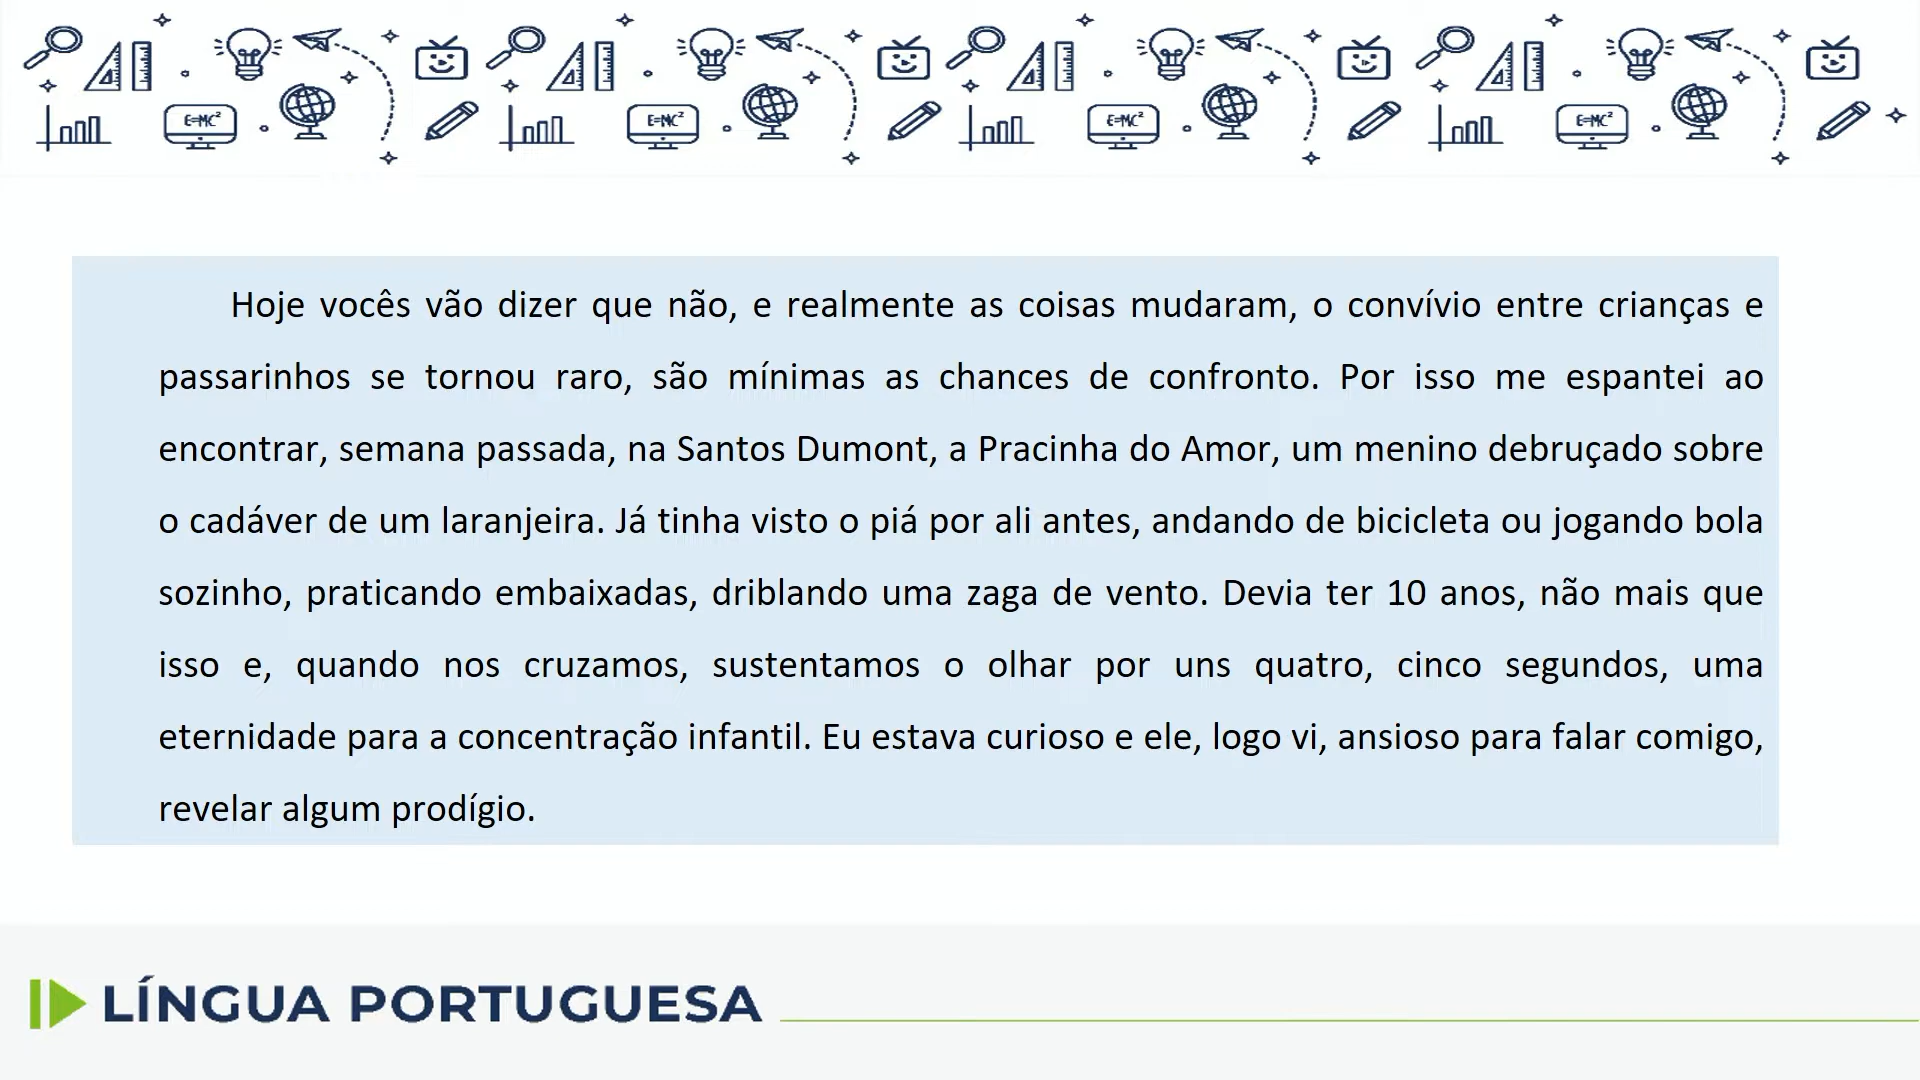 E=MC²
E=MC²
E=MC²
E=MC²
Hoje vocês vão dizer que não, e realmente as coisas mudaram, o convívio entre crianças e
passarinhos se tornou raro, são mínimas as chances de confronto. Por isso me espantei ao
encontrar, semana passada, na Santos Dumont, a Pracinha do Amor, um menino debruçado sobre
o cadáver de um laranjeira. Já tinha visto o piá por ali antes, andando de bicicleta ou jogando bola
sozinho, praticando embaixadas, driblando uma zaga de vento. Devia ter 10 anos, não mais que
isso e, quando nos cruzamos, sustentamos o olhar por uns quatro, cinco segundos, uma
eternidade para a concentração infantil. Eu estava curioso e ele, logo vi, ansioso para falar comigo,
revelar algum prodígio.
LÍNGUA PORTUGUESA